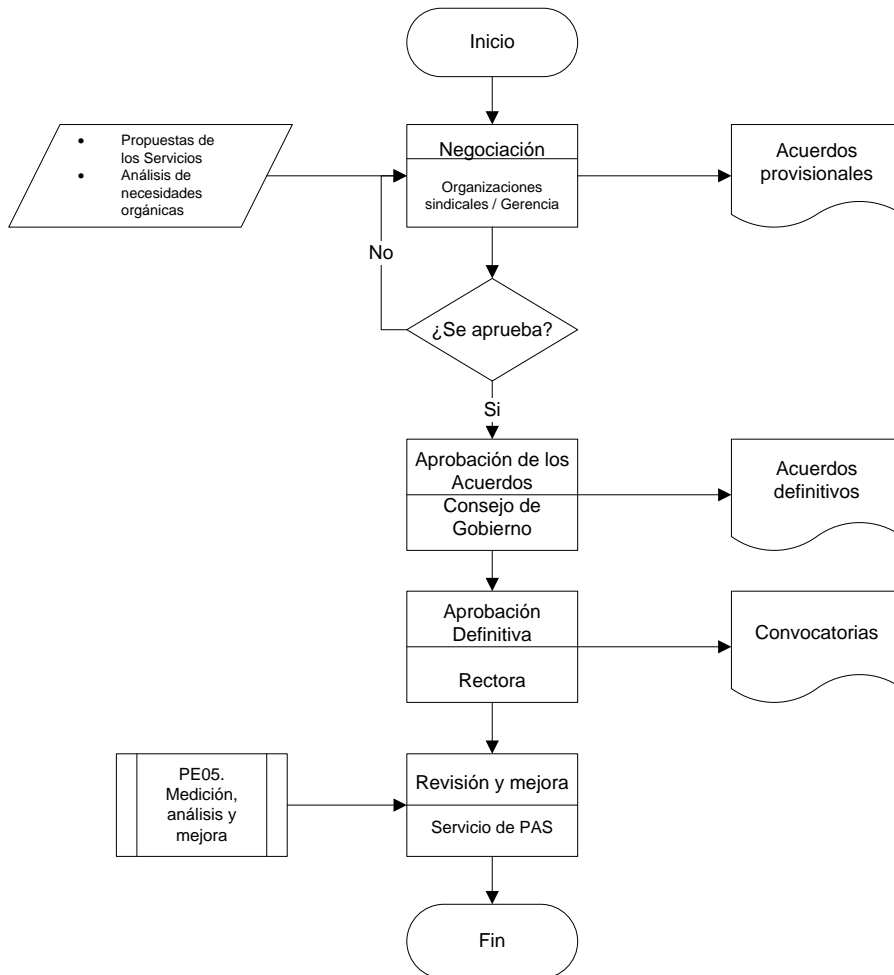 Inicio
• Propuestas de
los Servicios
• Análisis de
necesidades
orgánicas
Negociación
Organizaciones
sindicales / Gerencia
Acuerdos
provisionales
No
¿Se aprueba?
Si
Aprobación de los
Acuerdos
Consejo de
Gobierno
Acuerdos
definitivos
Aprobación
Definitiva
Rectora
Convocatorias
PE05.
Medición,
análisis y
mejora
Revisión y mejora
Servicio de PAS
Fin